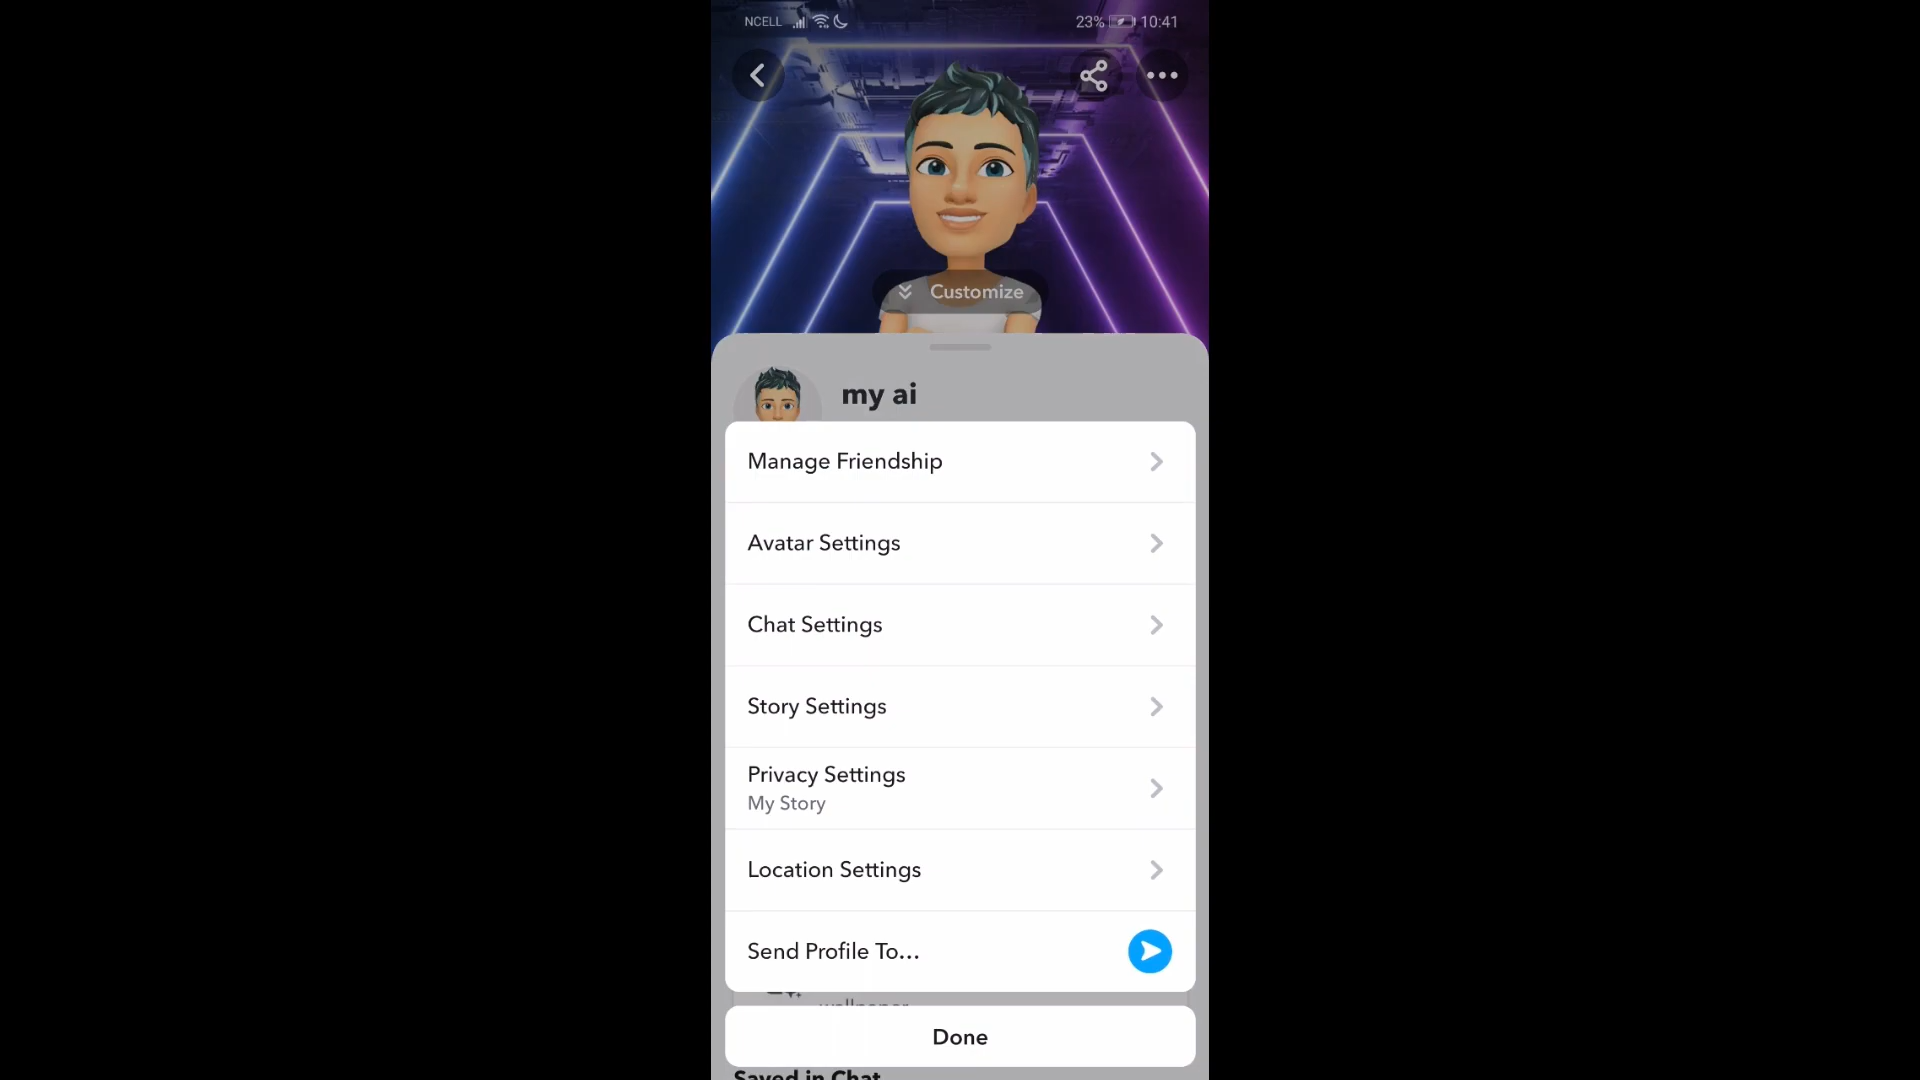 NCELL 23% 10:41
Customize
my ai
Manage Friendship
Avatar Settings
Chat Settings
Story Settings
Privacy Settings
My Story
Location Settings
Send Profile To...
Done
Saved in Chat